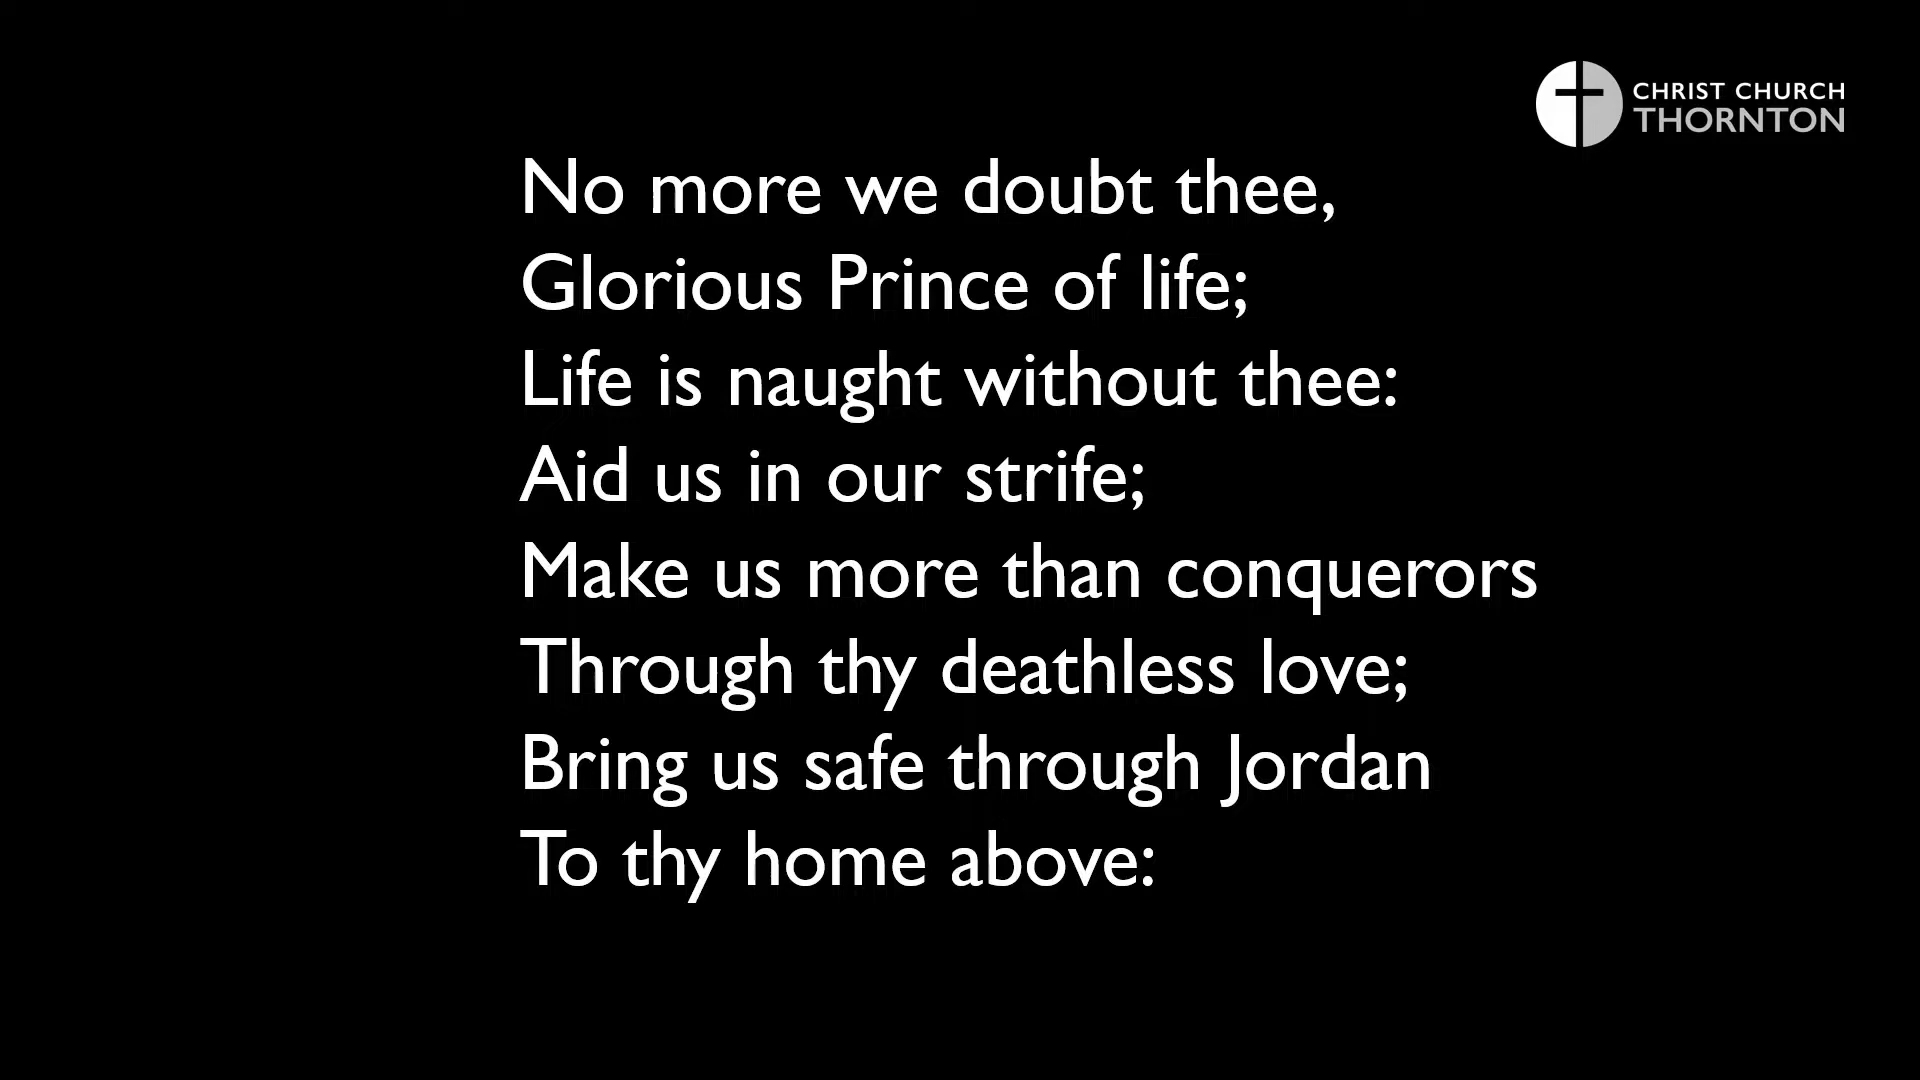 CHRIST CHURCH
THORNTON
No more we doubt thee,
Glorious Prince of life;
Life is naught without thee:
Aid us in our strife;
Make us more than conquerors
Through thy deathless love;
Bring us safe through Jordan
To thy home above: